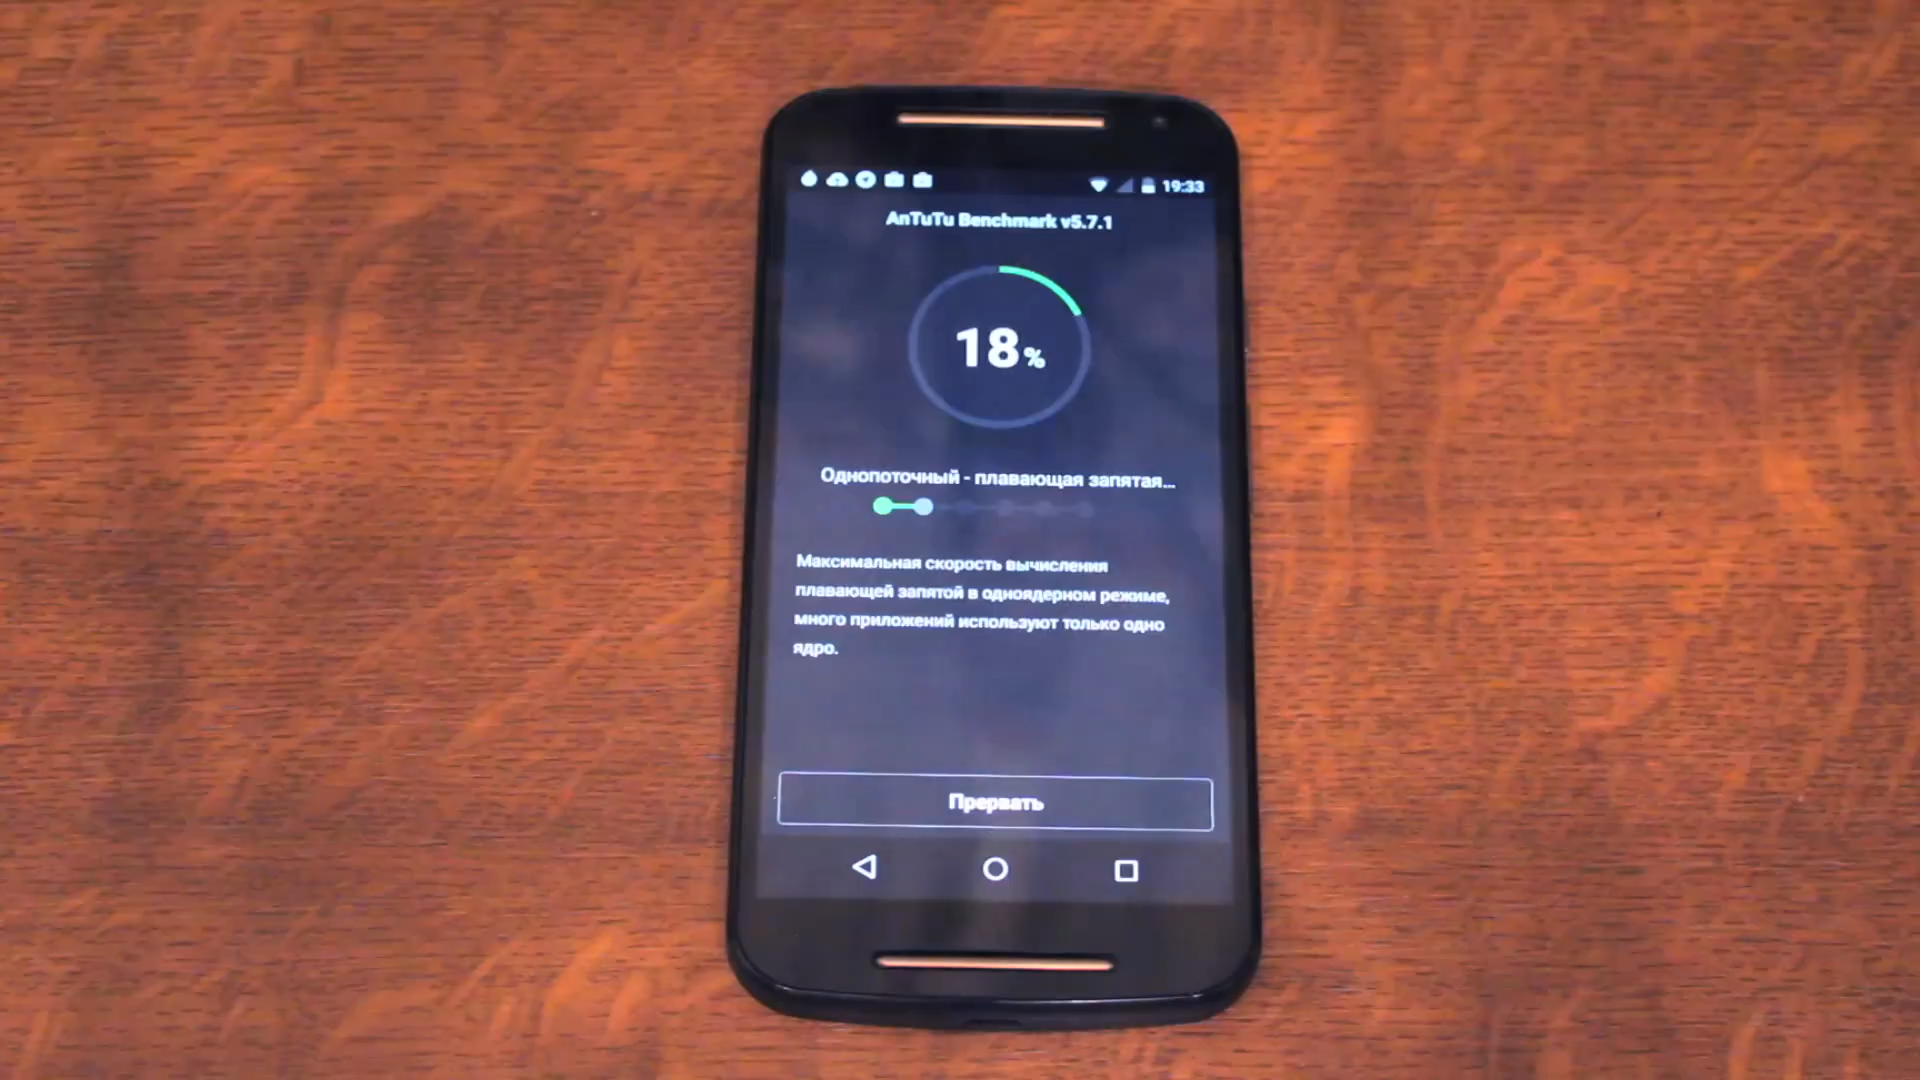 19:33
AnTuTu Benchmark v5.7.1
18%
Однопоточный - плавающая запятая...
Максимальная скорость вычисления
плавающей запятой в одноядерном режиме,
много приложений используют только одно
ядро.
Прервать